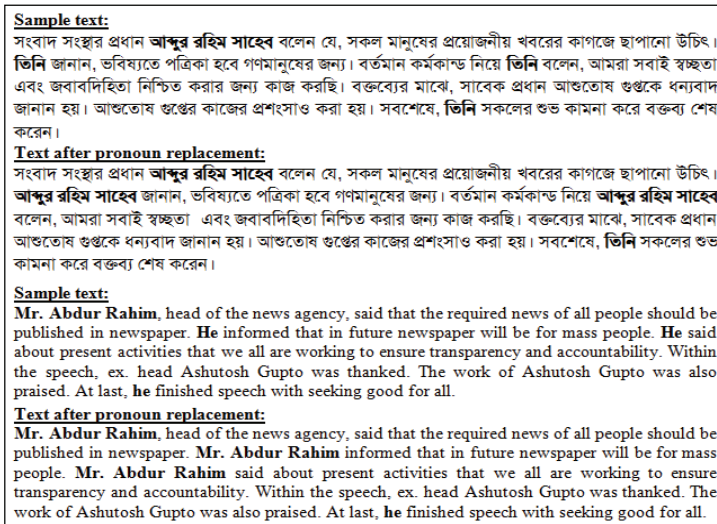 Sample text:
সংবাদ সংস্থার প্রধান আব্দুর রহিম সাহেব বলেন যে, সকল মানুষের প্রয়োজনীয় খবরের কাগজে ছাপানো উচিৎ।
তিনি জানান, ভবিষ্যতে পত্রিকা হবে গণমানুষের জন্য। বর্তমান কর্মকান্ড নিয়ে তিনি বলেন, আমরা সবাই স্বচ্ছতা
এবং জবাবদিহিতা নিশ্চিত করার জন্য কাজ করছি। বক্তব্যের মাঝে, সাবেক প্রধান আশুতোষ গুপ্তকে ধন্যবাদ
জানান হয়। আশুতোষ গুপ্তের কাজের প্রশংসাও করা হয়। সবশেষে, তিনি সকলের শুভ কামনা করে বক্তব্য শেষ
করেন।
Text after pronoun replacement:
সংবাদ সংস্থার প্রধান আব্দুর রহিম সাহেব বলেন যে, সকল মানুষের প্রয়োজনীয় খবরের কাগজে ছাপানো উচিৎ।
আব্দুর রহিম সাহেব জানান, ভবিষ্যতে পত্রিকা হবে গণমানুষের জন্য। বর্তমান কর্মকান্ড নিয়ে আব্দুর রহিম সাহেব
বলেন, আমরা সবাই স্বচ্ছতা এবং জবাবদিহিতা নিশ্চিত করার জন্য কাজ করছি। বক্তব্যের মাঝে, সাবেক প্রধান
আশুতোষ গুপ্তকে ধন্যবাদ জানান হয়। আশুতোষ গুপ্তের কাজের প্রশংসাও করা হয়। সবশেষে, তিনি সকলের শুভ
কামনা করে বক্তব্য শেষ করেন।
Sample text:
Mr. Abdur Rahim, head of the news agency, said that the required news of all people should be
published in newspaper. He informed that in future newspaper will be for mass people. He said
about present activities that we all are working to ensure transparency and accountability. Within
the speech, ex. head Ashutosh Gupto was thanked. The work of Ashutosh Gupto was also
praised. At last, he finished speech with seeking good for all.
Text after pronoun replacement:
Mr. Abdur Rahim, head of the news agency, said that the required news of all people should be
published in newspaper. Mr. Abdur Rahim informed that in future newspaper will be for mass
people. Mr. Abdur Rahim said about present activities that we all are working to ensure
transparency and accountability. Within the speech, ex. head Ashutosh Gupto was thanked. The
work of Ashutosh Gupto was also praised. At last, he finished speech with seeking good for all.